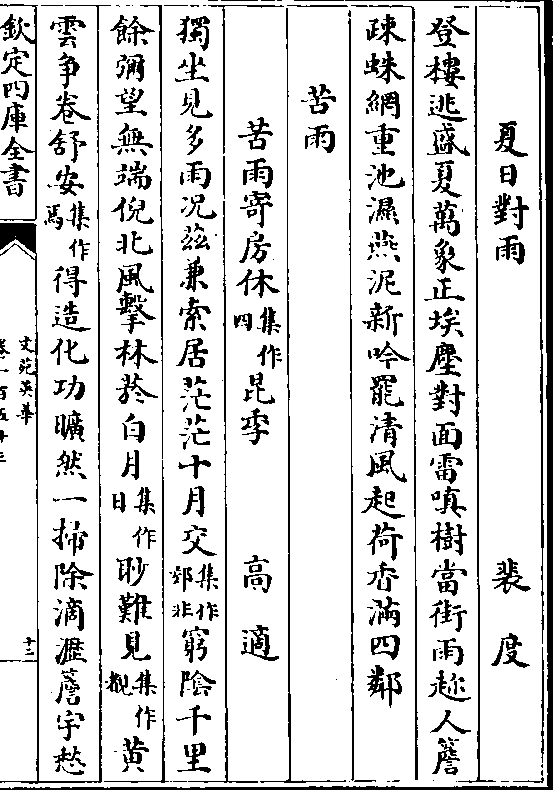 夏日對雨　裴度
登樓逃盛夏萬象正埃塵對面雷嗔樹當街雨趂人簷
疎蛛網重池濕燕泥新吟罷清風起荷香滿四鄰
苦雨
苦雨寄房休集作四昆季　高適
獨坐見多雨况茲兼索居茫茫十月交集作郊非窮陰千里
餘彌望無端倪北風擊林菸白月集作日眇難見集作覩黄
雲爭卷舒安集作焉得造化功曠然一掃除滴瀝簷宇愁
欽定四庫全書
文苑英華
卷一百五十三
十二